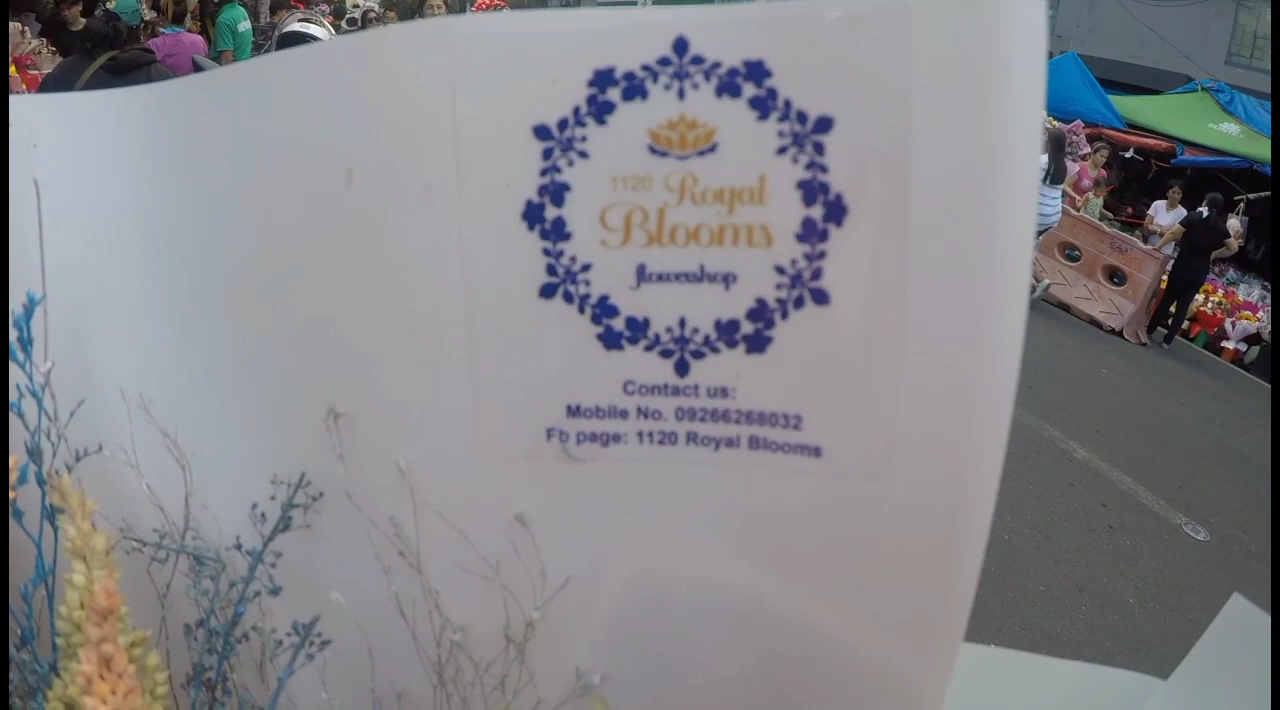 1120 Royal
Blooms
flowershop
Contact us:
Mobile No. 09266268032
Fb page: 1120 Royal Blooms